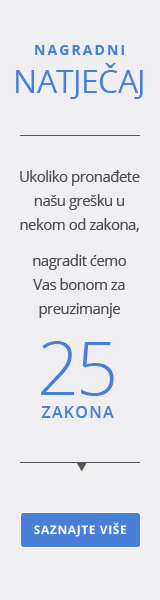 NAGRADNI
NATJEČAJ
Ukoliko pronađete
našu grešku u
nekom od zakona,
nagradit ćemo
Vas bonom za
preuzimanje
25
ZAKONA
SAZNAJTE VIŠE